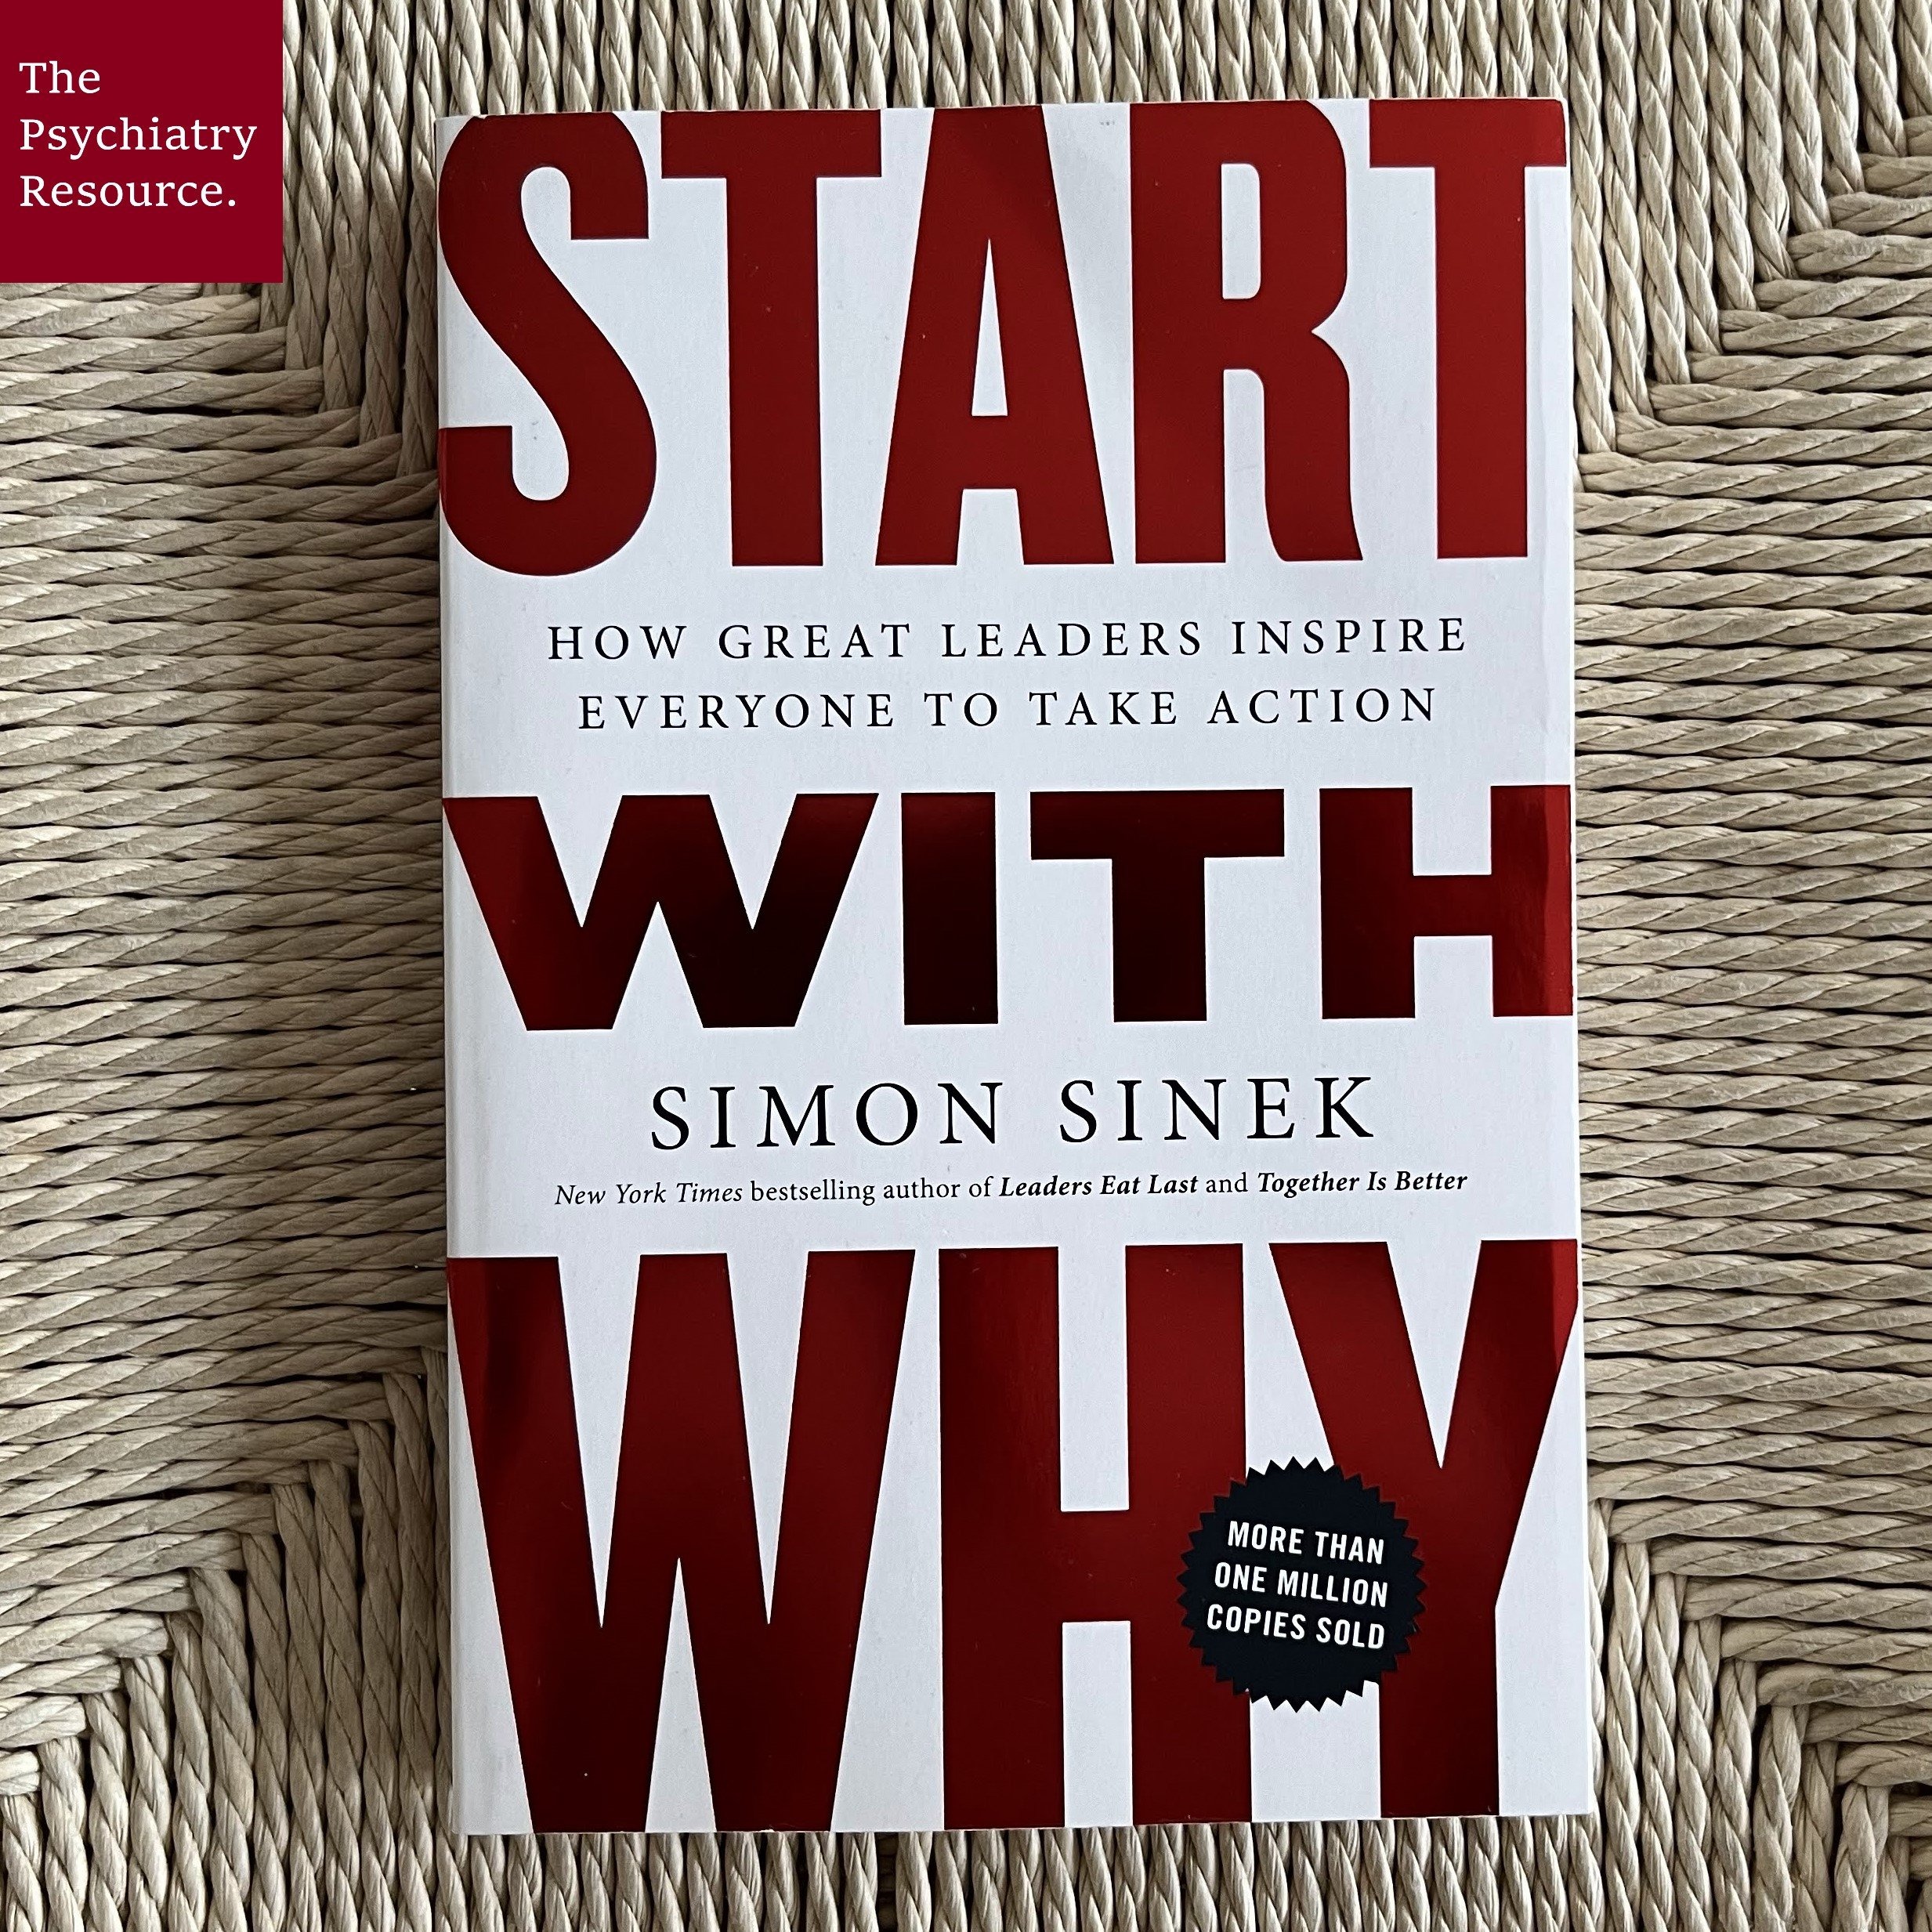 The
Psychiatry
Resource.
START
HOW GREAT LEADERS INSPIRE
EVERYONE TO TAKE ACTION
WITH
SIMON SINEK
New York Times bestselling author of Leaders Eat Last and Together Is Better
WHY
MORE THAN
ONE MILLION
COPIES SOLD